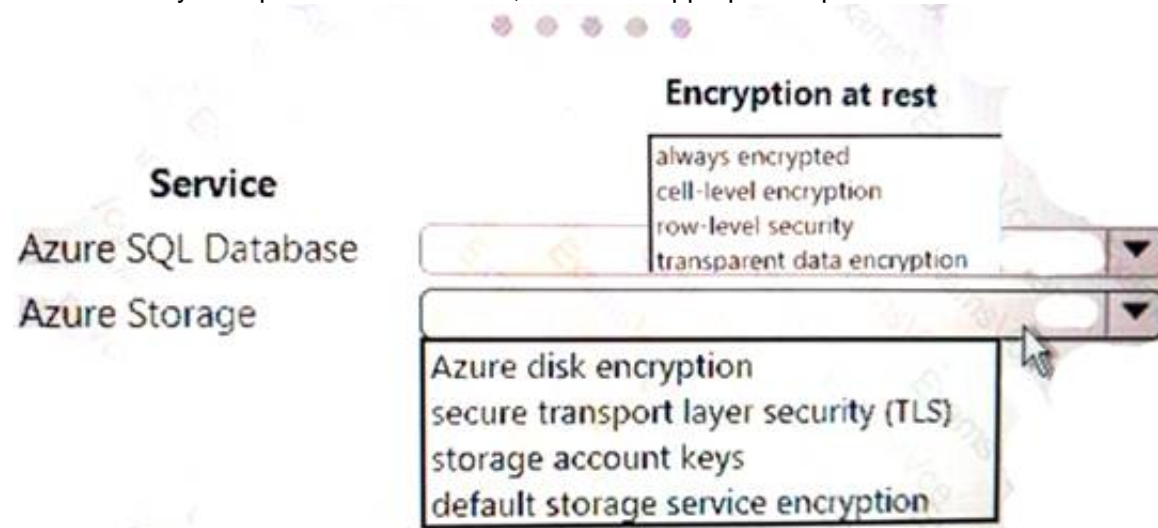 Encryption at rest
always encrypted
cell-level encryption
Service
row-level security
Azure SQL Database
transparent data encryption
Azure Storage
Azure disk encryption
secure transport layer security (TLS)
storage account keys
default storage service encryption